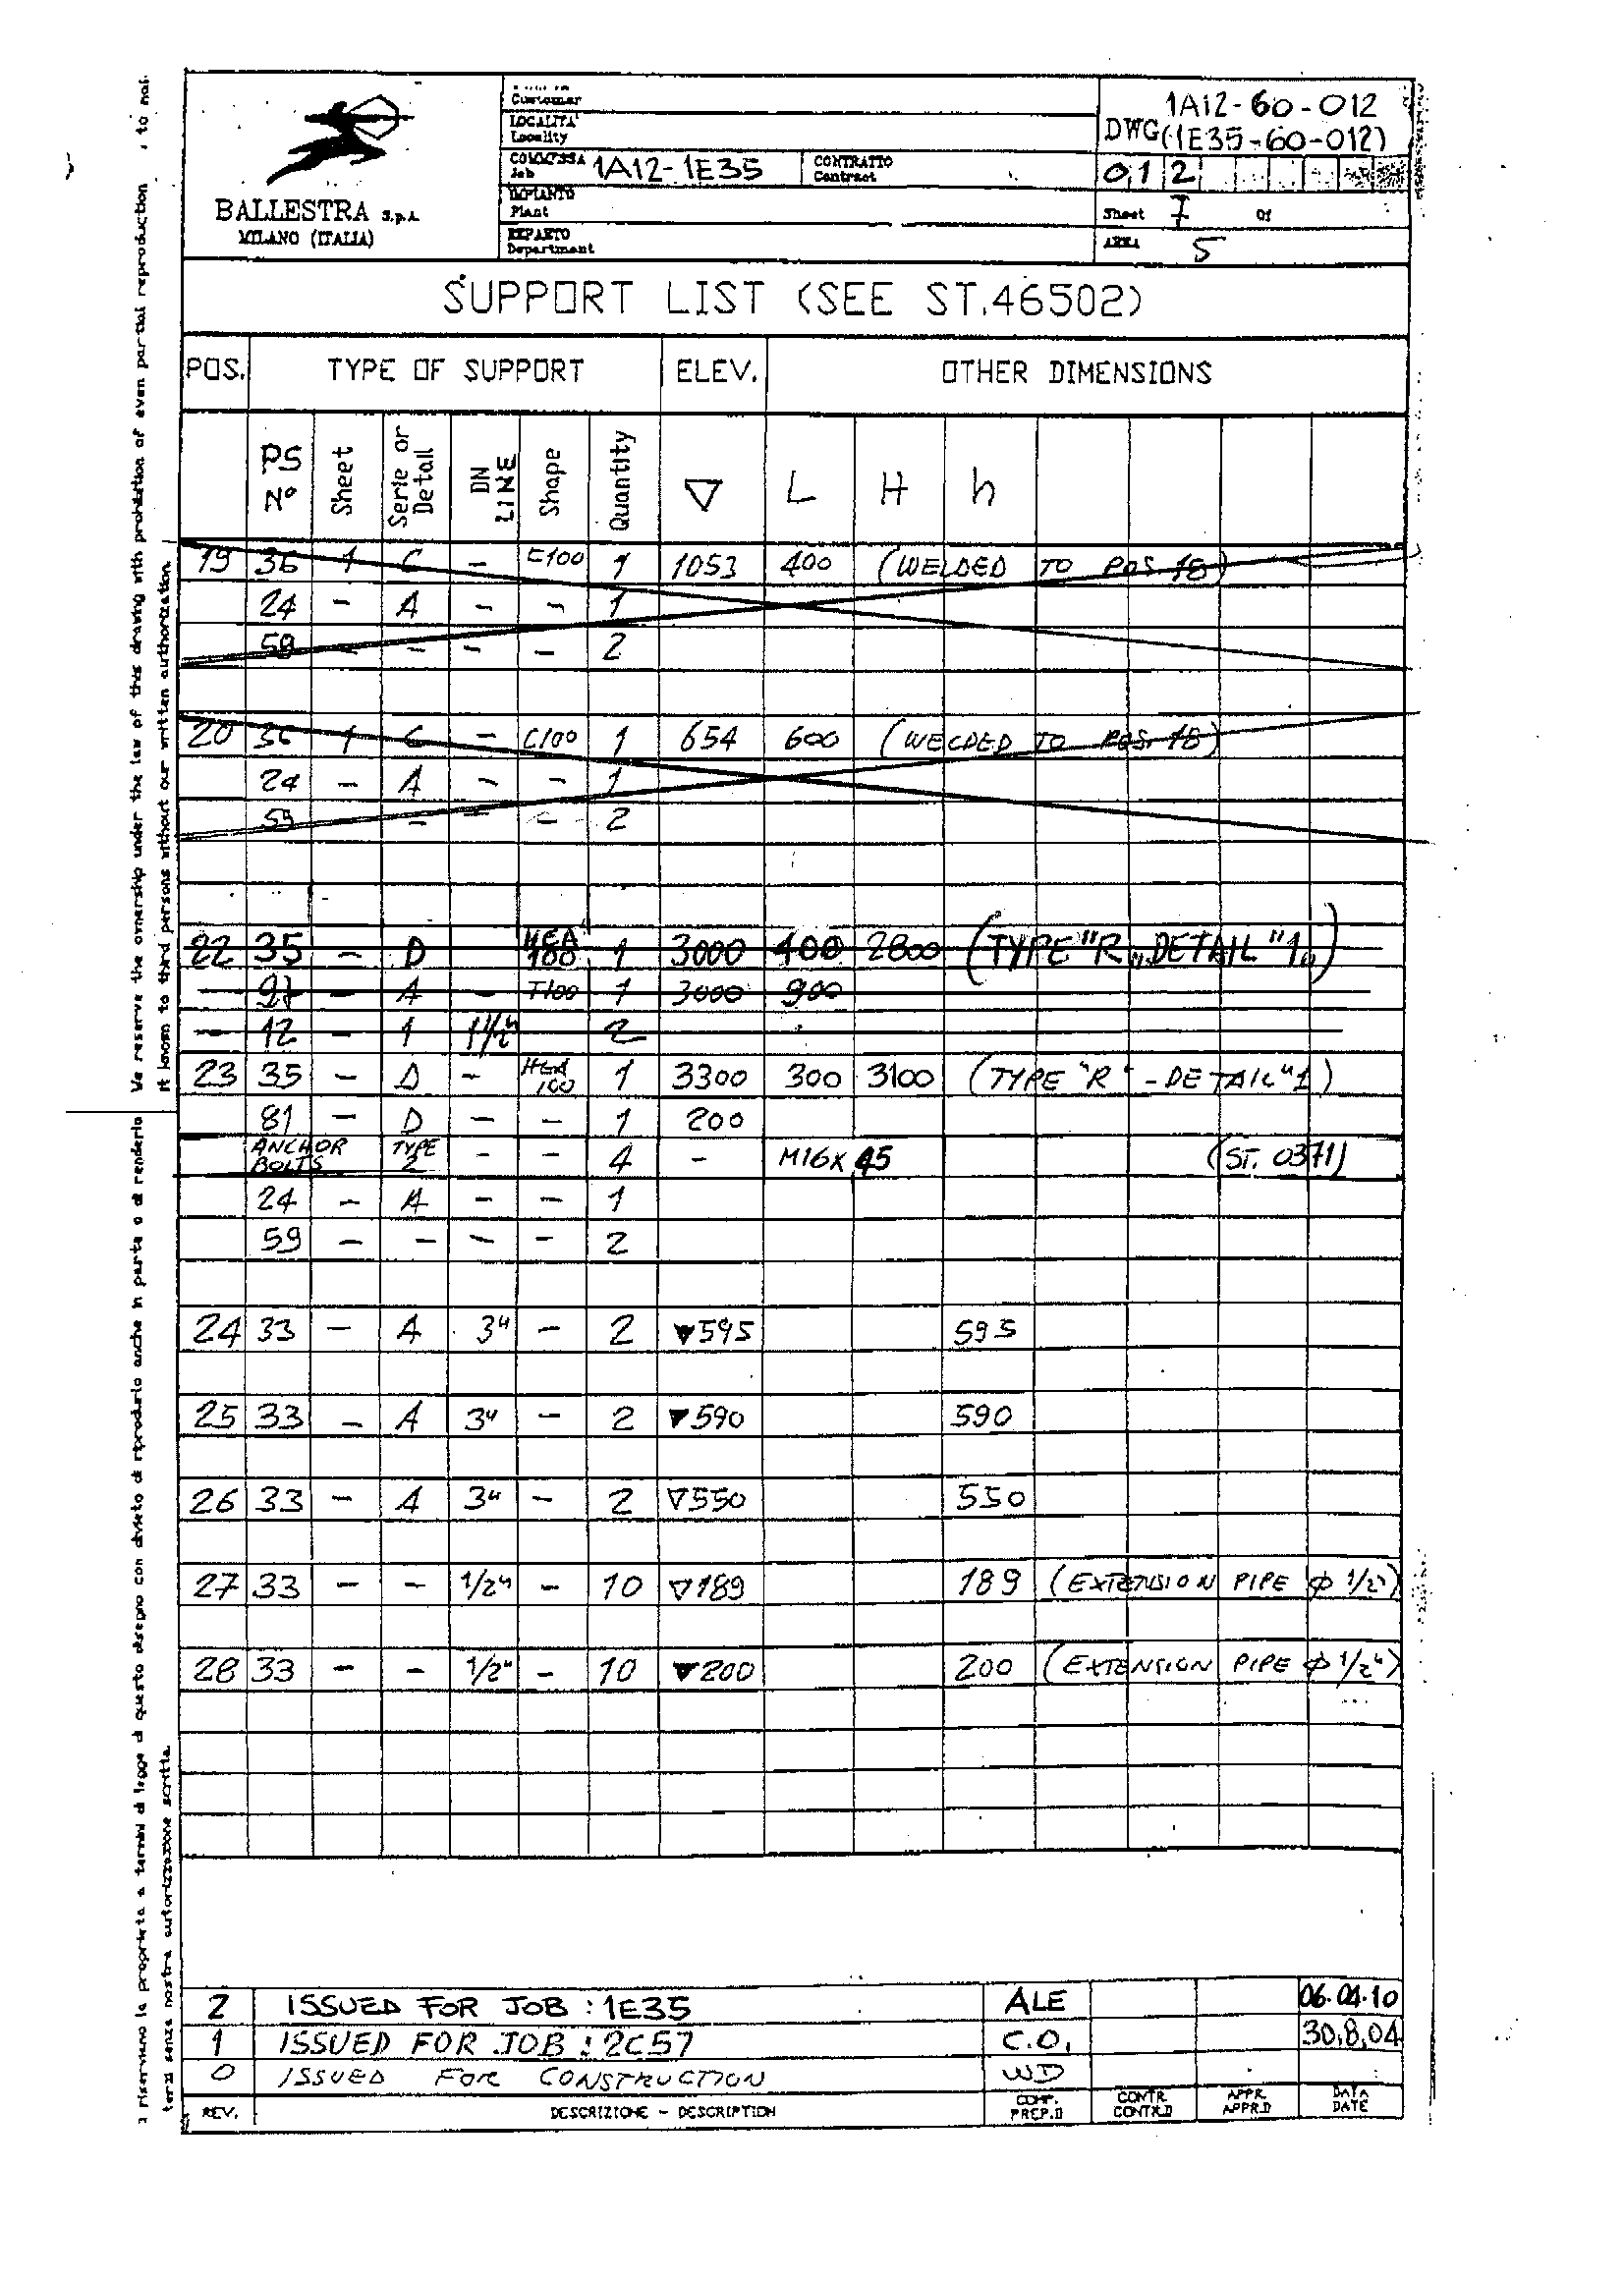 Customer
LOCALITA'
Locality
COMMESSA
Job
1A12-1E35
CONTRATTO
Contract
IMPIANTO
Plant
REPARTO
Department
1A12-60-012
DWG (1E35-60-012)
0 1 2
Sheet 7 Of
AREA 5
BALLESTRA S.p.A.
MILANO (ITALIA)
SUPPORT LIST (SEE ST.46502)
POS. TYPE OF SUPPORT ELEV. OTHER DIMENSIONS
PS N° Sheet Serie or Detail DN LINE Shape Quantity ▽ L H h
19 36 1 C - C100 1 1053 400 (WELDED TO POS. 18)
24 - A - - 1
59 - - - - 2
20 36 1 C - C100 1 654 600 (WELDED TO POS. 18)
24 - A - - 1
59 - - - 2
22 35 - D HEA 100 1 3000 400 2800 (TYPE "R" DETAIL "1")
- 97 - A - T100 1 3000 900
- 12 - 1 1½" 2
23 35 - D - HEA 100 1 3300 300 3100 (TYPE "R" - DETAIL "1)
81 - D - - 1 200
ANCHOR BOLTS TYPE 2 - - 4 - M16X45 (ST. 0371)
24 - A - - 1
59 - - - - 2
24 33 - A 3" - 2 ▼595 595
25 33 - A 3" - 2 ▼590 590
26 33 - A 3" - 2 ▽550 550
27 33 - - 1/2" - 10 ▽189 189 (EXTENSION PIPE φ 1/2")
28 33 - - 1/2" - 10 ▼200 200 (EXTENSION PIPE φ 1/2")
2 ISSUED FOR JOB : 1E35 ALE 06.04.10
1 ISSUED FOR JOB : 2C57 C.O. 30.8.04
0 ISSUED FOR CONSTRUCTION WD
REV. DESCRIZIONE - DESCRIPTION COMP. PREP.D CONTR. CONTR.D APPR. APPR.D DATA DATE
We reserve the ownership under the law of this drawing with prohibition of even partial reproduction , to mai.
it known to third persons without our written authorization.
riserviamo la proprieta a termini di legge di questo disegno con divieto di riprodurlo anche in parte o di renderlo
terzi senza nostra autorizzazione scritta.